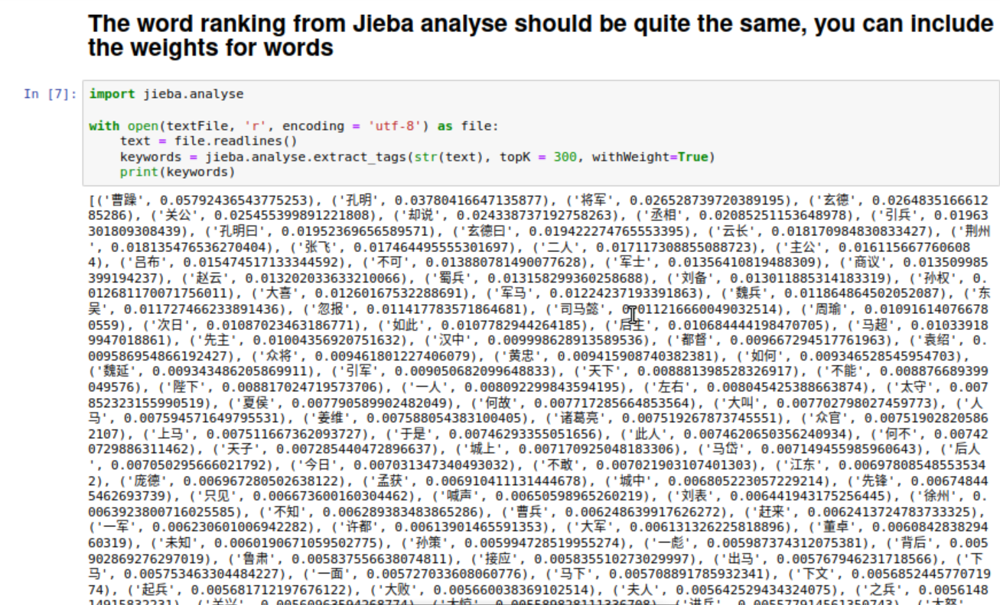 The word ranking from Jieba analyse should be quite the same, you can include
the weights for words
In [7]:
import jieba.analyse
with open(textFile, 'r', encoding = 'utf-8') as file:
text = file.readlines()
keywords = jieba.analyse.extract_tags(str(text), topK = 300, withWeight=True)
print(keywords)
[('曹躁', 0.05792436543775253), ('孔明', 0.03780416647135877), ('将军', 0.026528739720389195), ('玄德', 0.0264835166612
85286), ('关公', 0.025455399891221808), ('却说', 0.024338737192758263), ('丞相', 0.02085251153648978), ('引兵', 0.01963
301809308439), ('孔明曰', 0.01952369656589571), ('玄德曰', 0.019422274765553395), ('云长', 0.018170984830833427), ('荆州
', 0.018135476536270404), ('张飞', 0.017464495555301697), ('二人', 0.017117308855088723), ('主公', 0.016115667760608
4), ('吕布', 0.015474517133344592), ('不可', 0.013880781490077628), ('军士', 0.01356410819488309), ('商议', 0.013509985
399194237), ('赵云', 0.013202033633210066), ('蜀兵', 0.013158299360258688), ('刘备', 0.013011885314183319), ('孙权', 0.
012681170071756011), ('大喜', 0.01260167532288691), ('军马', 0.01224237193391863), ('魏兵', 0.011864864502052087), ('东
吴', 0.011727466233891436), ('忽报', 0.011417783571864681), ('司马懿', 0.011216660049032514), ('周瑜', 0.01091614076678
0559), ('次日', 0.01087023463186771), ('如此', 0.0107782944264185), ('后主', 0.010684444198470705), ('马超', 0.01033918
9947018861), ('先主', 0.01004356920751632), ('汉中', 0.009998628913589536), ('都督', 0.009667294517761963), ('袁绍', 0.
009586954866192427), ('众将', 0.009461801227406079), ('黄忠', 0.009415908740382381), ('如何', 0.009346528545954703),
('魏延', 0.009343486205869911), ('引军', 0.009050682099648833), ('天下', 0.008881398528326917), ('不能', 0.0088766893​99
049576), ('陛下', 0.008817024719573706), ('一人', 0.008092299843594195), ('左右', 0.008045425388663874), ('太守', 0.007
852323155990519), ('夏侯', 0.007790589902482049), ('何故', 0.007717285664853564), ('大叫', 0.007702798027459773), ('人
马', 0.007594571649795531), ('姜维', 0.007588054383100405), ('诸葛亮', 0.007519267873745551), ('众官', 0.00751902820586
2107), ('上马', 0.007511667362093727), ('于是', 0.00746293355051656), ('此人', 0.0074620650356240934), ('何不', 0.00742
0729886311462), ('天子', 0.007285440472896637), ('城上', 0.007170925048183306), ('马岱', 0.0071494559859606​43), ('后人
', 0.007050295666021792), ('今日', 0.007031347340493032), ('不敢', 0.007021903107401303), ('江东', 0.00697808548553534
2), ('庞德', 0.006967280502638122), ('孟获', 0.006910411131444678), ('城中', 0.006805223057229214), ('先锋', 0.00674844
5462693739), ('只见', 0.006673600160304462), ('喊声', 0.00650598965260219), ('刘表', 0.006441943175256445), ('徐州', 0.
0063923800716025585), ('不知', 0.006289383483865286), ('曹兵', 0.006248639917626272), ('赶来', 0.0062413724783733325),
('一军', 0.006230601006942282), ('许都', 0.00613901465591353), ('大军', 0.006131326225818896), ('董卓', 0.0060842838294
60319), ('未知', 0.0060190671059502775), ('孙策', 0.005994728519955274), ('一彪', 0.005987374312075381), ('背后', 0.005
902869276297019), ('鲁肃', 0.005837556638074811), ('接应', 0.005835510273029997), ('出马', 0.005767946231718566), ('下
马', 0.005753463304484227), ('一面', 0.005727033608060776), ('马下', 0.005708891785932341), ('下文', 0.0056852445770719
74), ('起兵', 0.005681712197676122), ('大败', 0.005660038369102514), ('夫人', 0.005642529434324075), ('之兵', 0.0056148